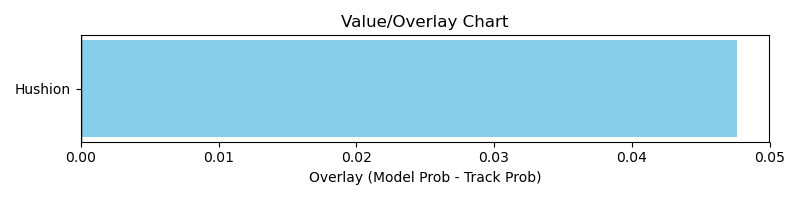 Value/Overlay Chart
Hushion
0.00 0.01 0.02 0.03 0.04 0.05
Overlay (Model Prob - Track Prob)